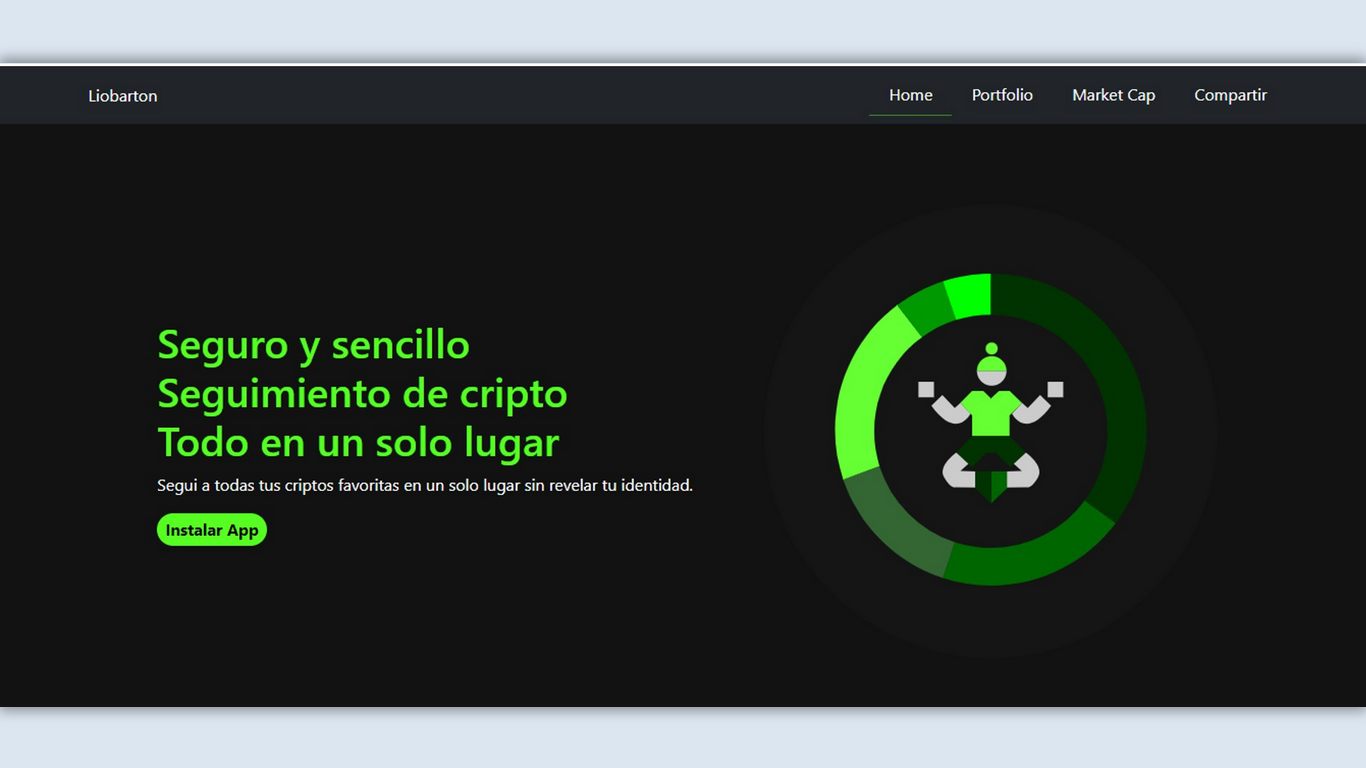 Liobarton
Home Portfolio Market Cap Compartir
Seguro y sencillo
Seguimiento de cripto
Todo en un solo lugar
Segui a todas tus criptos favoritas en un solo lugar sin revelar tu identidad.
Instalar App